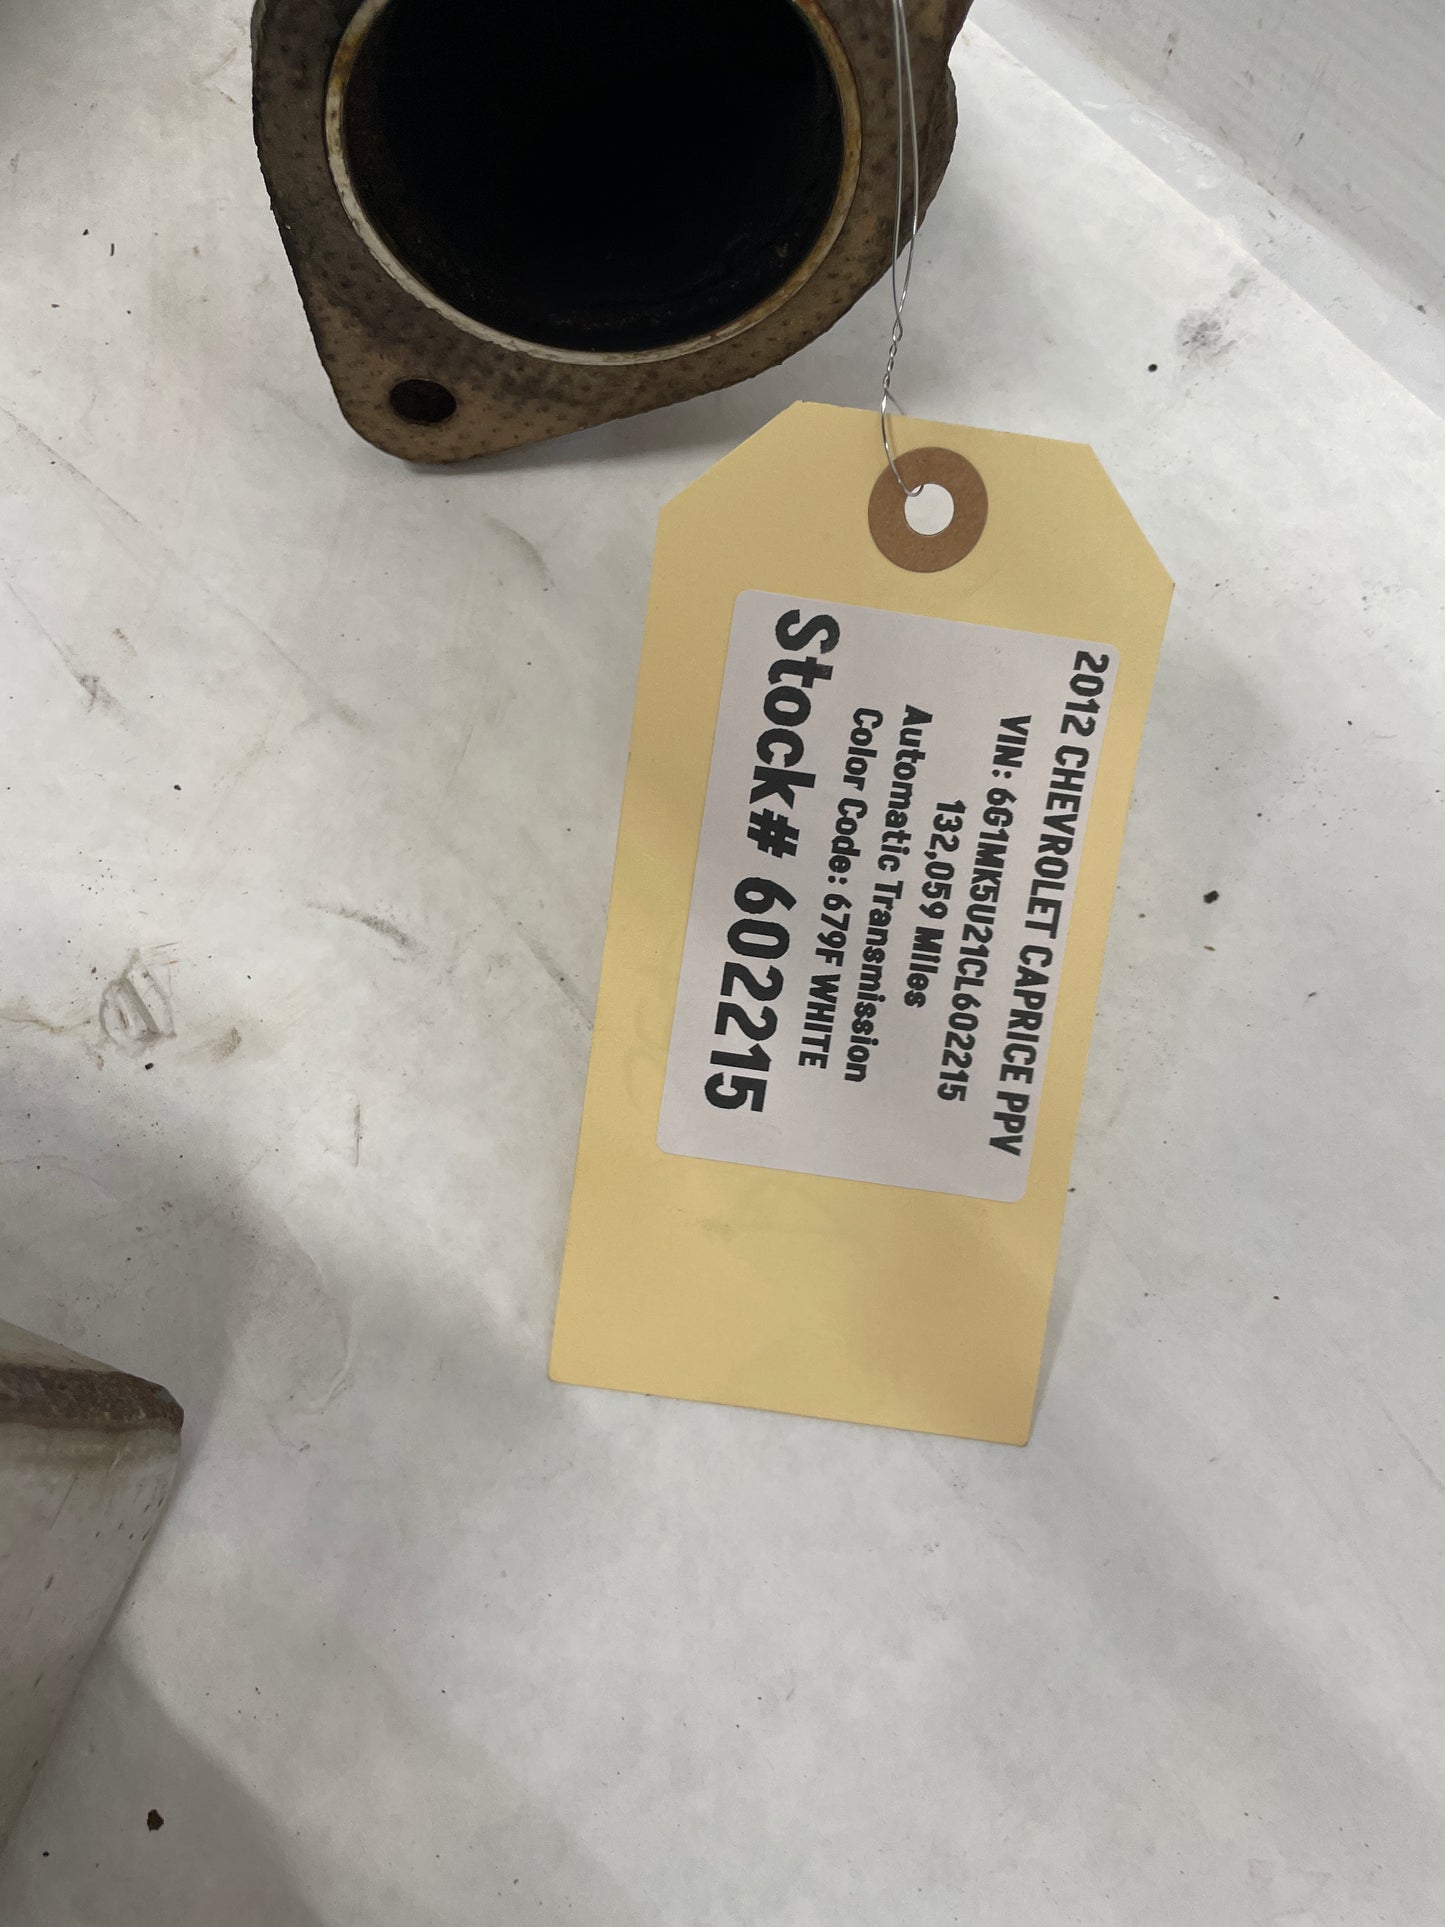 2012 CHEVROLET CAPRICE PPV
VIN: 6G1MK5U21CL602215
132,059 Miles
Automatic Transmission
Color Code: 679F WHITE
Stock# 602215